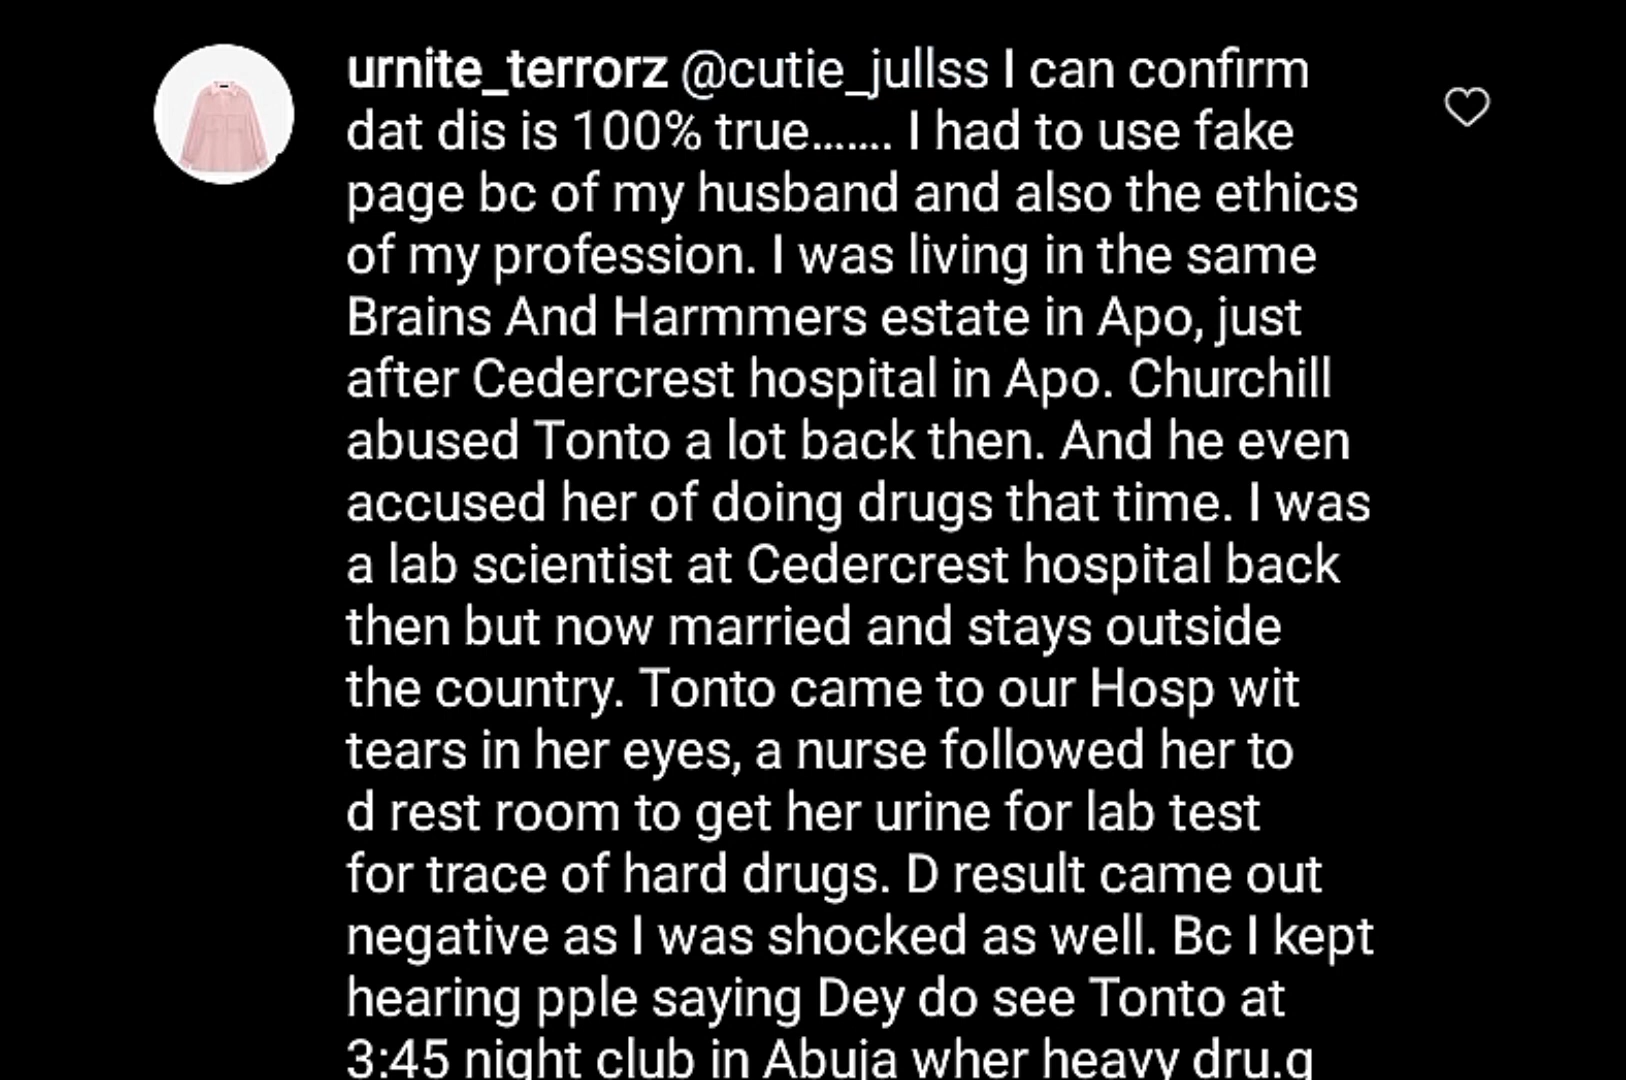 urnite_terrorz @cutie_jullss I can confirm
dat dis is 100% true....... I had to use fake
page bc of my husband and also the ethics
of my profession. I was living in the same
Brains And Harmmers estate in Apo, just
after Cedercrest hospital in Apo. Churchill
abused Tonto a lot back then. And he even
accused her of doing drugs that time. I was
a lab scientist at Cedercrest hospital back
then but now married and stays outside
the country. Tonto came to our Hosp wit
tears in her eyes, a nurse followed her to
d rest room to get her urine for lab test
for trace of hard drugs. D result came out
negative as I was shocked as well. Bc I kept
hearing pple saying Dey do see Tonto at
3:45 night club in Abuja wher heavy dru.g